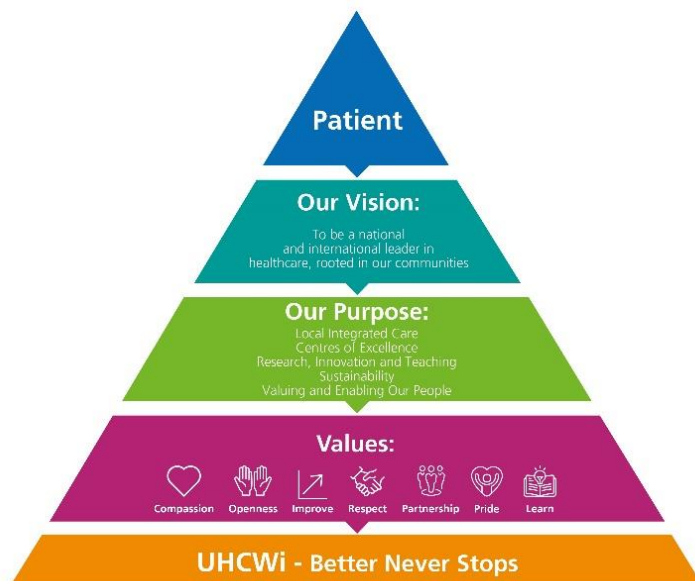 Patient
Our Vision:
To be a national
and international leader in
healthcare, rooted in our communities
Our Purpose:
Local Integrated Care
Centres of Excellence
Research, Innovation and Teaching
Sustainability
Valuing and Enabling Our People
Values:
Compassion Openness Improve Respect Partnership Pride Learn
UHCWi - Better Never Stops